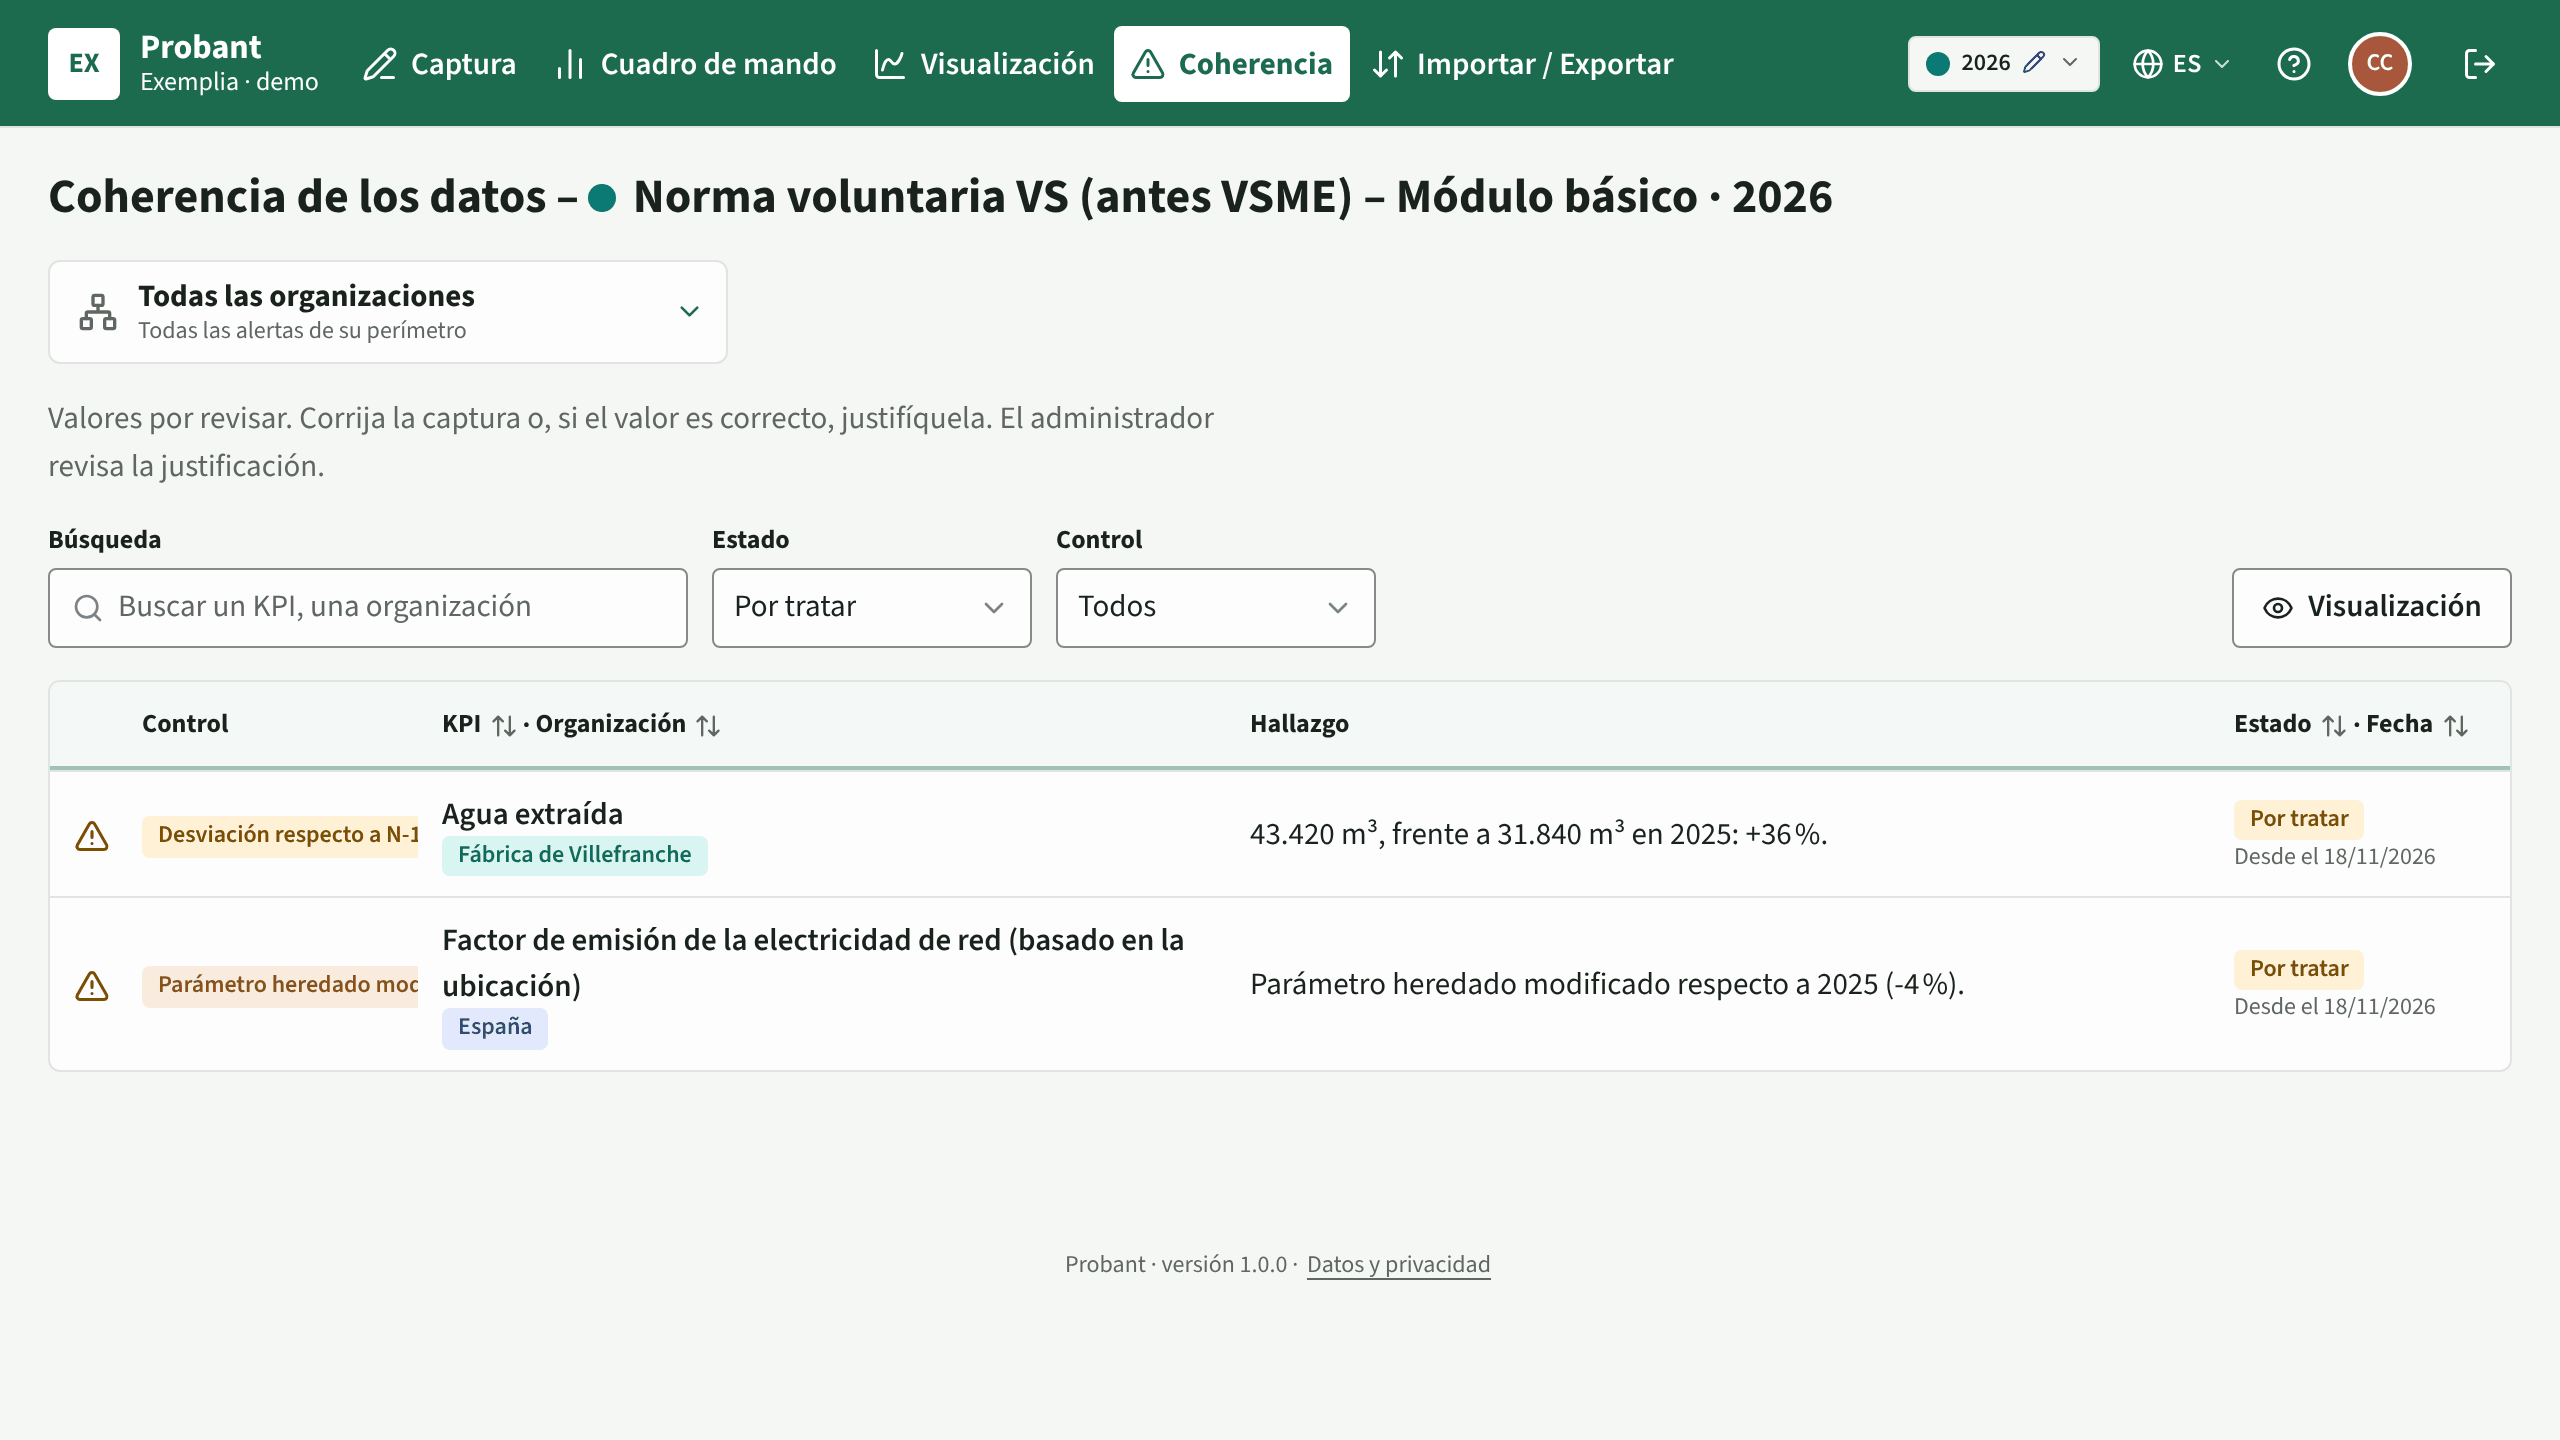 EX
Probant
Exemplia · demo
Captura
Cuadro de mando
Visualización
Coherencia
Importar / Exportar
2026
ES
CC
Coherencia de los datos – Norma voluntaria VS (antes VSME) – Módulo básico · 2026
Todas las organizaciones
Todas las alertas de su perímetro
Valores por revisar. Corrija la captura o, si el valor es correcto, justifíquela. El administrador
revisa la justificación.
Búsqueda
Estado
Control
Buscar un KPI, una organización
Por tratar
Todos
Visualización
Control
KPI · Organización
Hallazgo
Estado · Fecha
Desviación respecto a N-1
Agua extraída
Fábrica de Villefranche
43.420 m³, frente a 31.840 m³ en 2025: +36 %.
Por tratar
Desde el 18/11/2026
Parámetro heredado mod
Factor de emisión de la electricidad de red (basado en la
ubicación)
España
Parámetro heredado modificado respecto a 2025 (-4 %).
Por tratar
Desde el 18/11/2026
Probant · versión 1.0.0 · Datos y privacidad